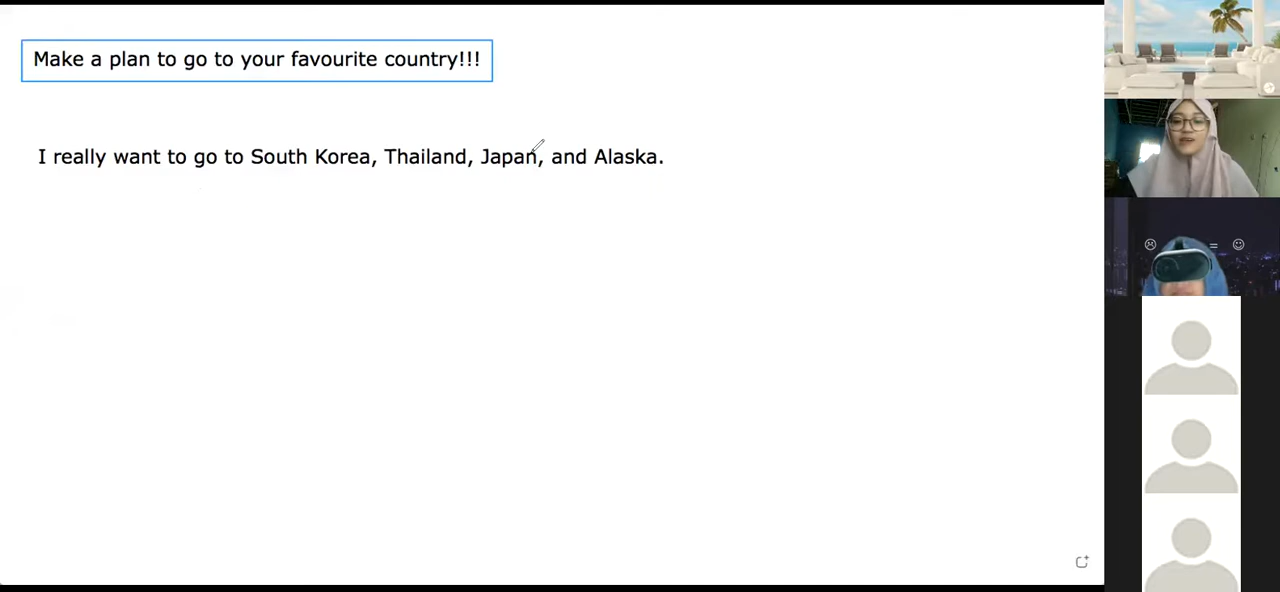 Make a plan to go to your favourite country!!!
I really want to go to South Korea, Thailand, Japan, and Alaska.